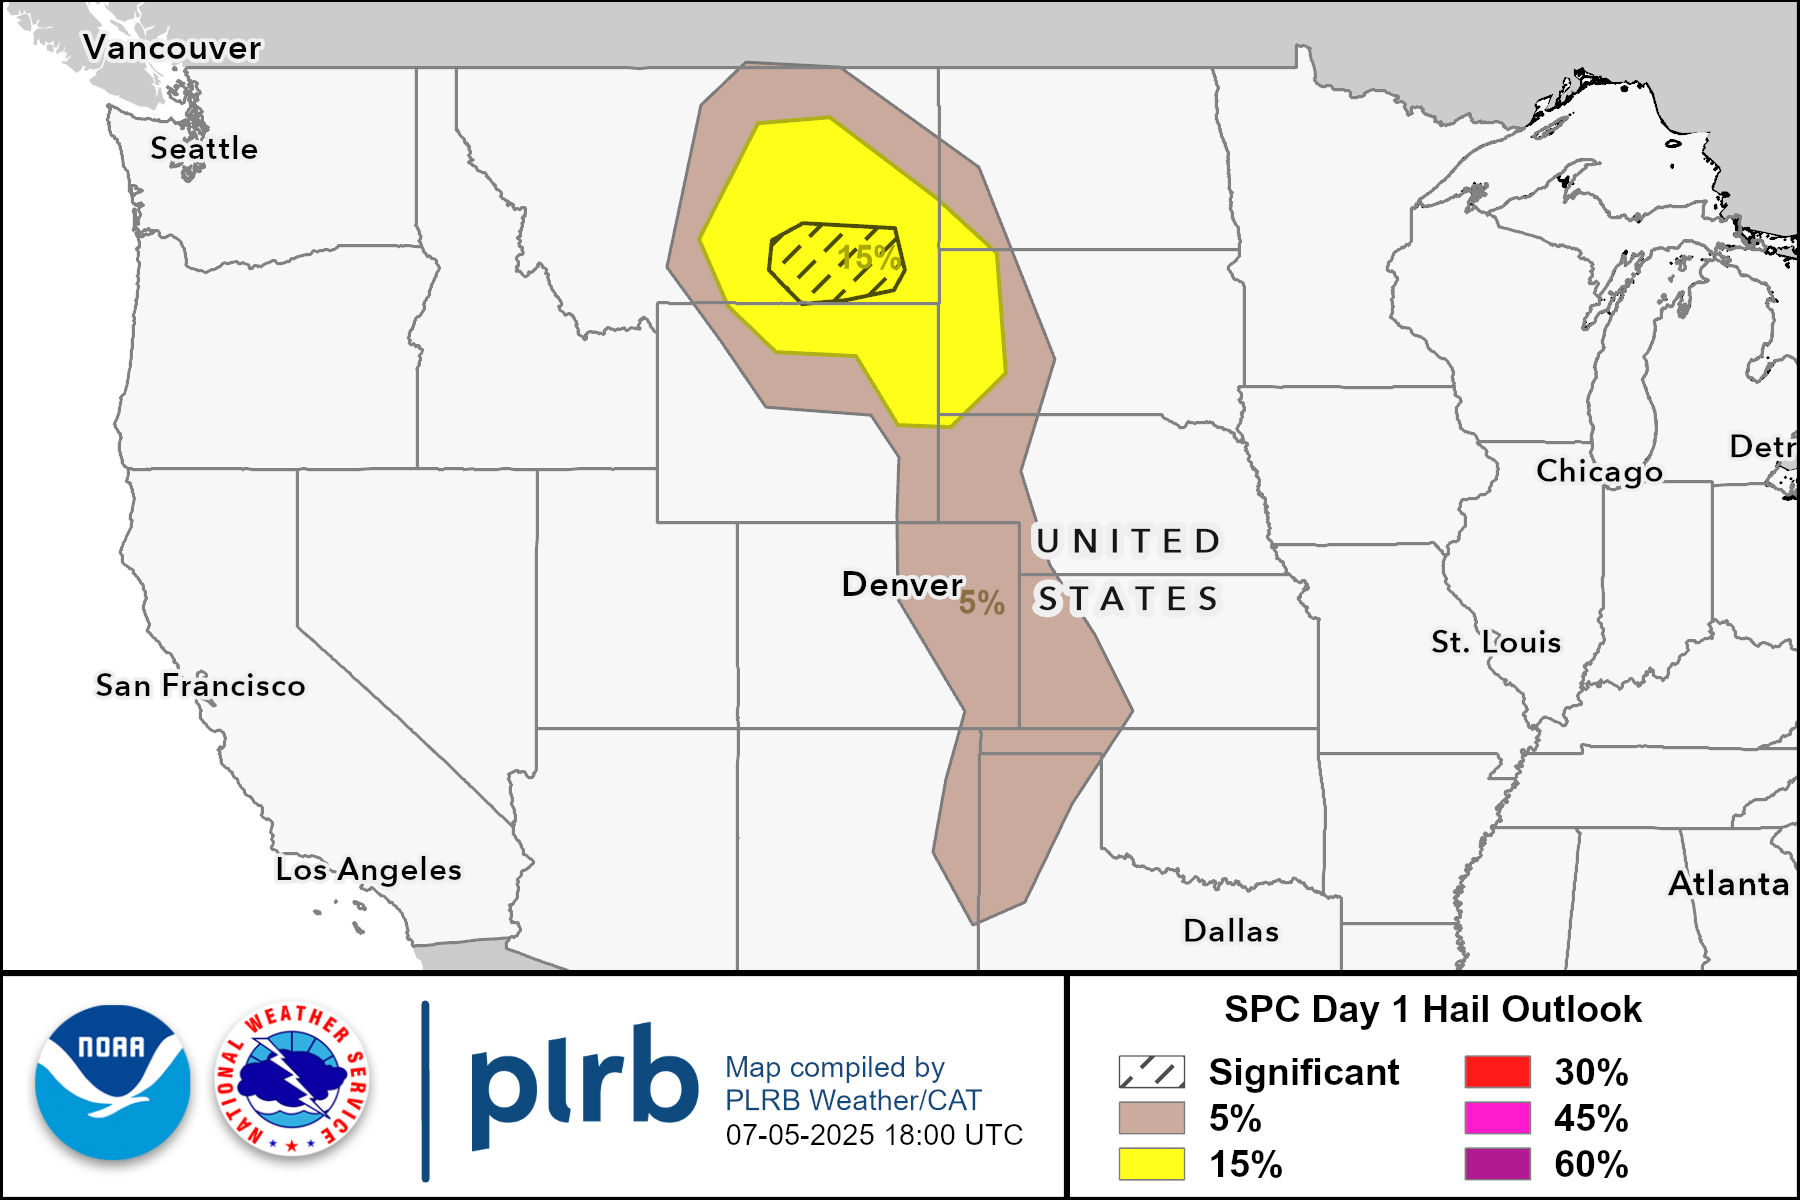 Vancouver
Seattle
15%
Detr
Chicago
UNITED
Denver
5%
STATES
St. Louis
San Francisco
Los Angeles
Atlanta
Dallas
NOAA
NATIONAL WEATHER SERVICE
plrb
Map compiled by
PLRB Weather/CAT
07-05-2025 18:00 UTC
SPC Day 1 Hail Outlook
Significant
30%
5%
45%
15%
60%